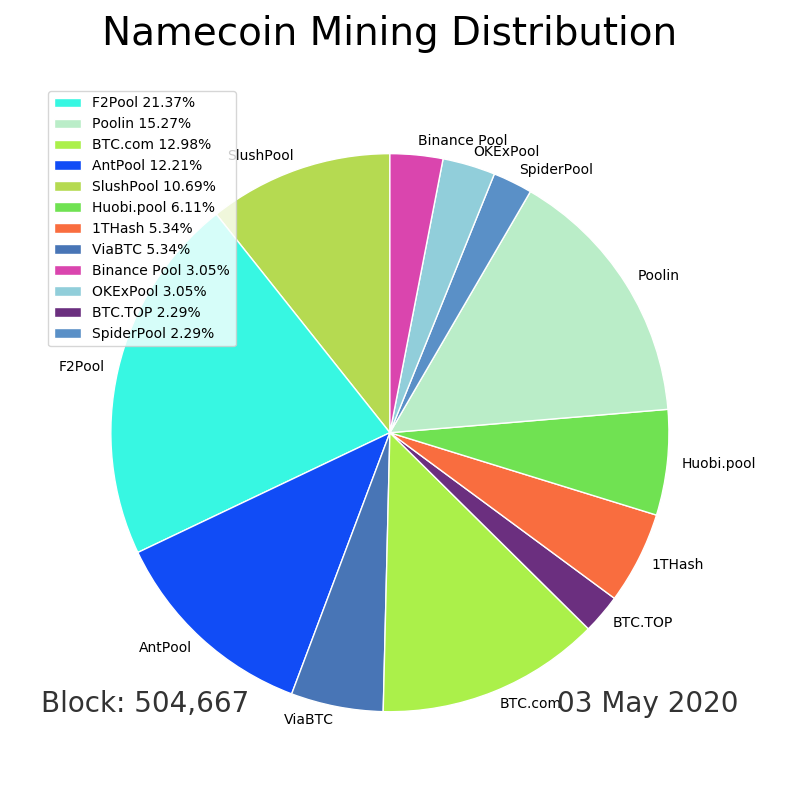 Namecoin Mining Distribution
F2Pool 21.37%
Poolin 15.27%
BTC.com 12.98%
AntPool 12.21%
SlushPool 10.69%
Huobi.pool 6.11%
1THash 5.34%
ViaBTC 5.34%
Binance Pool 3.05%
OKExPool 3.05%
BTC.TOP 2.29%
SpiderPool 2.29%
Binance Pool
OKExPool
SlushPool
SpiderPool
Poolin
F2Pool
Huobi.pool
1THash
BTC.TOP
AntPool
BTC.com
ViaBTC
Block: 504,667
03 May 2020